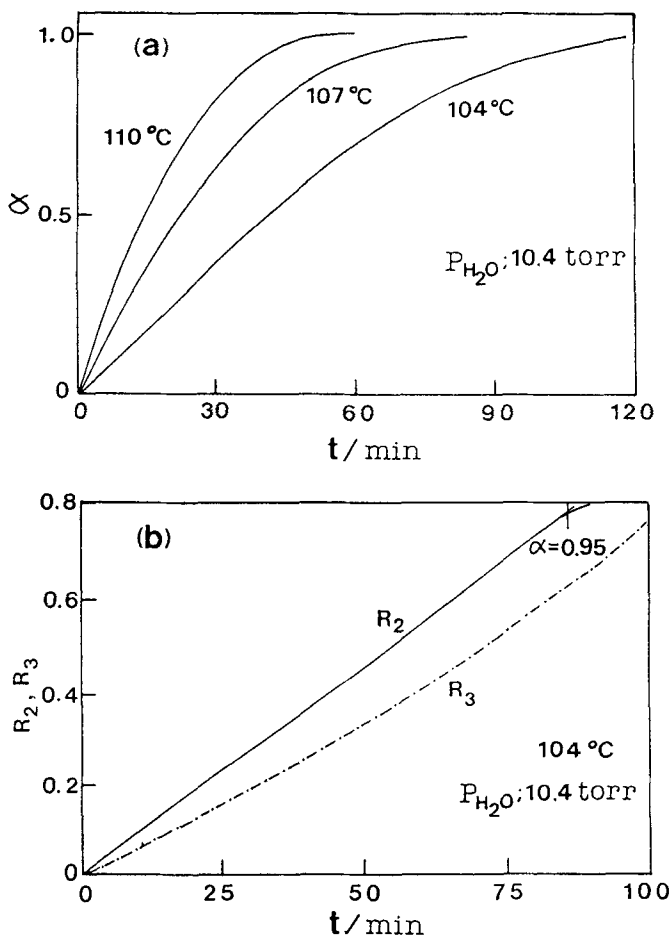 (a)
1.0
0.5
0
α
110 °C
107 °C
104 °C
P_H₂O; 10.4 torr
0 30 60 90 120
t / min
(b)
0.8
0.6
0.4
0.2
0
R₂, R₃
R₂
R₃
α=0.95
104 °C
P_H₂O; 10.4 torr
0 25 50 75 100
t / min